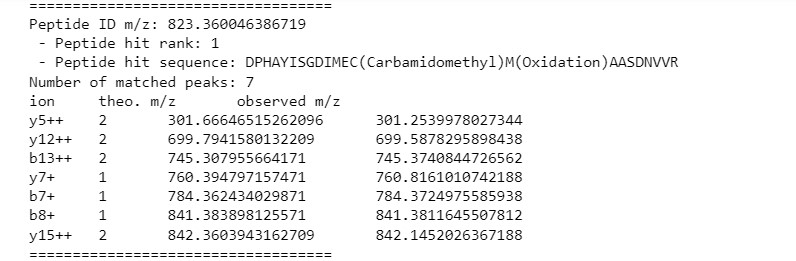 ===================================
Peptide ID m/z: 823.360046386719
 - Peptide hit rank: 1
 - Peptide hit sequence: DPHAYISGDIMEC(Carbamidomethyl)M(Oxidation)AASDNVVR
Number of matched peaks: 7
ion theo. m/z observed m/z
y5++ 2 301.66646515262096 301.2539978027344
y12++ 2 699.7941580132209 699.5878295898438
b13++ 2 745.307955664171 745.3740844726562
y7+ 1 760.394797157471 760.8161010742188
b7+ 1 784.362434029871 784.3724975585938
b8+ 1 841.383898125571 841.3811645507812
y15++ 2 842.3603943162709 842.1452026367188
===================================